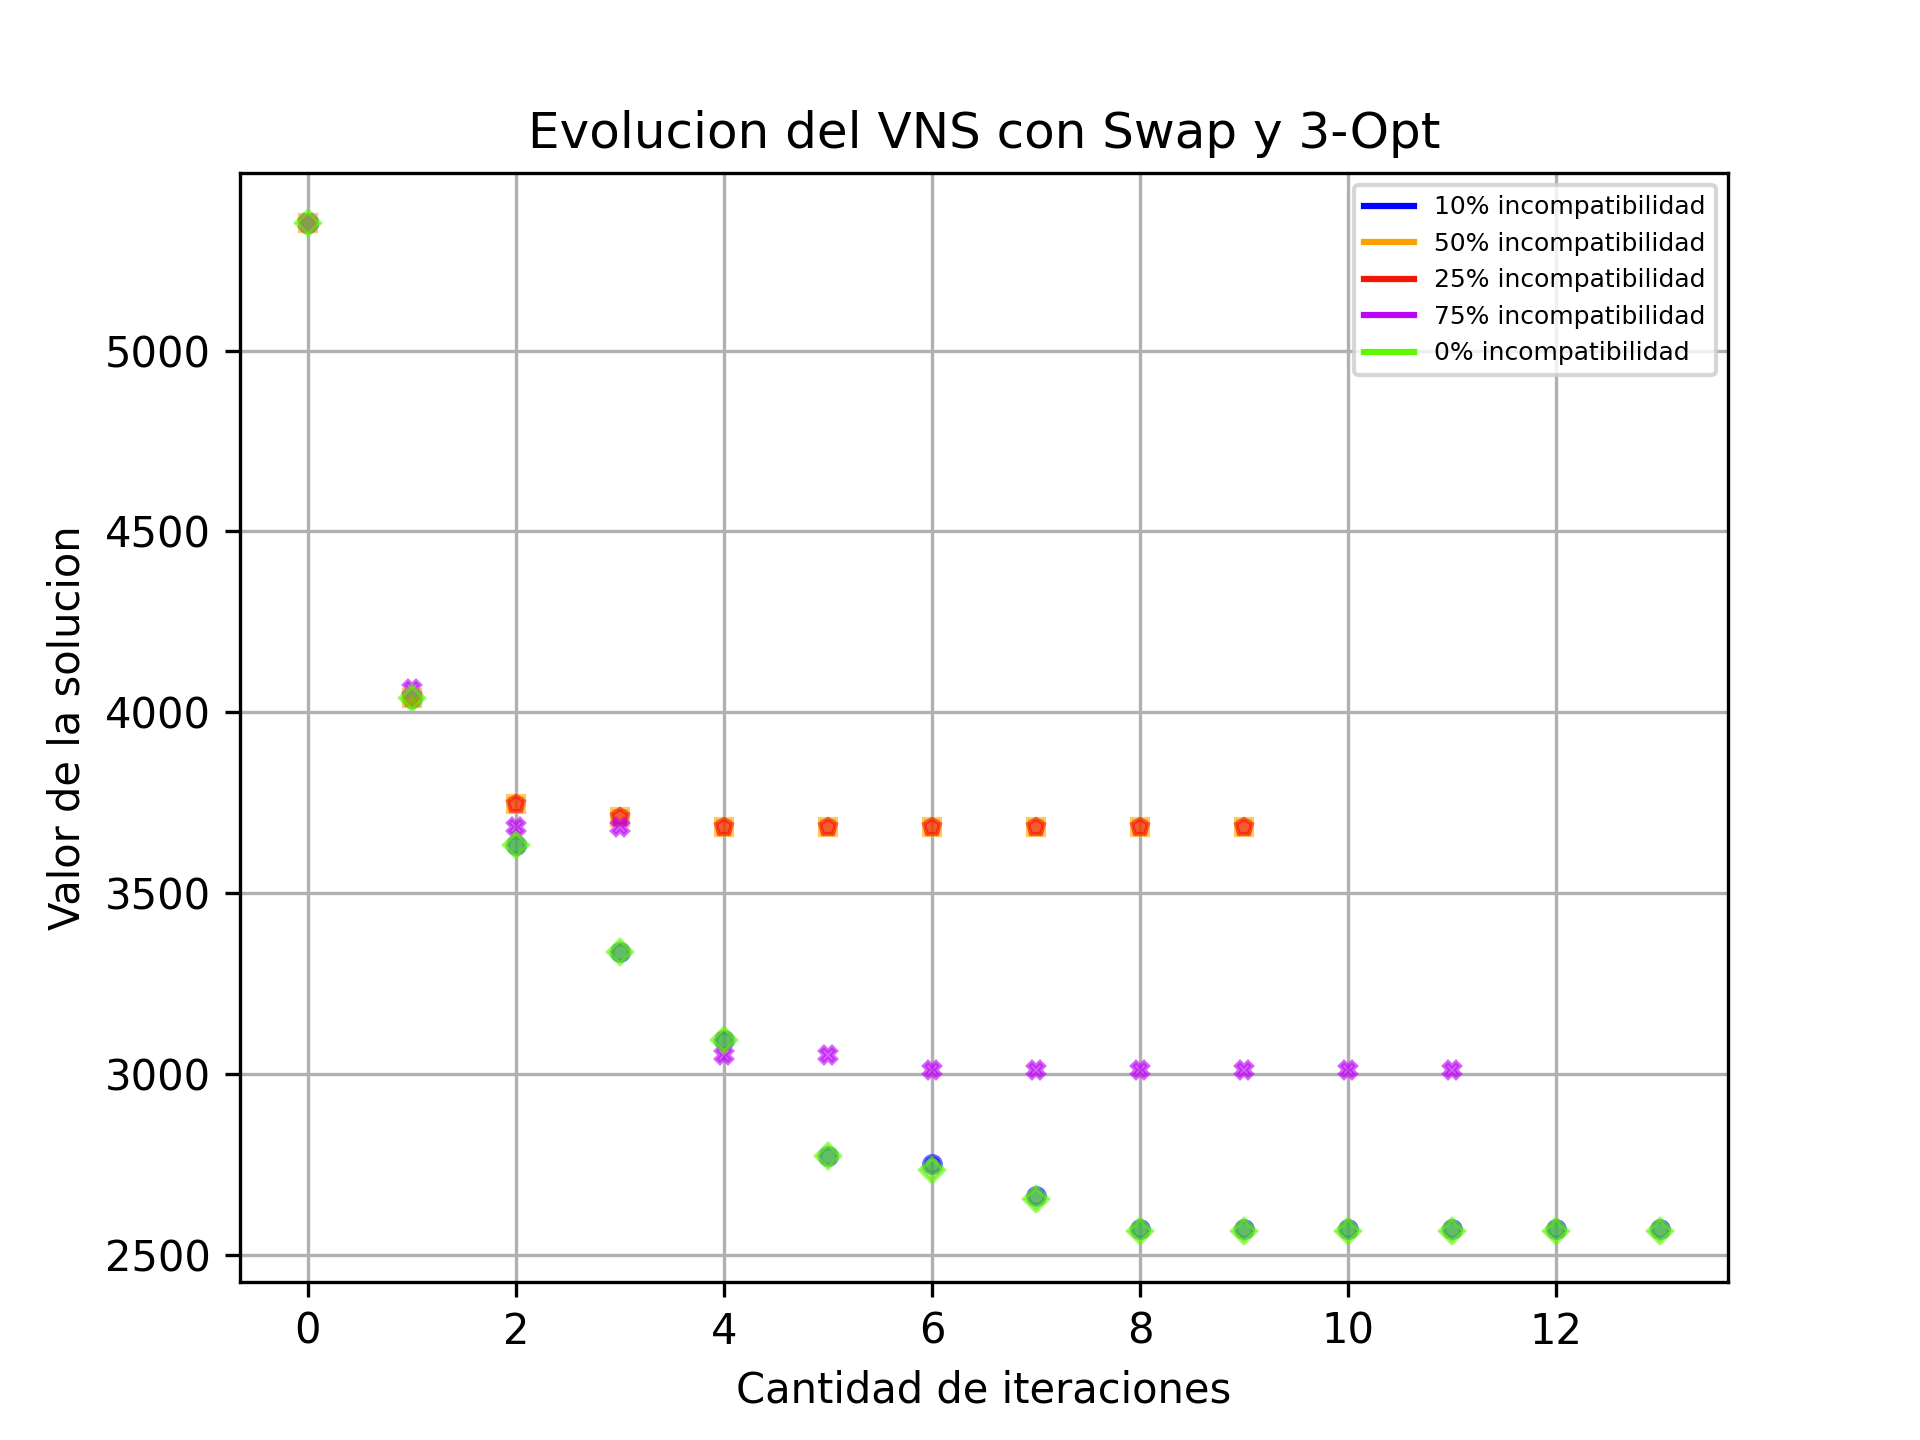 Evolucion del VNS con Swap y 3-Opt
10% incompatibilidad
50% incompatibilidad
25% incompatibilidad
75% incompatibilidad
0% incompatibilidad
Valor de la solucion
5000
4500
4000
3500
3000
2500
0 2 4 6 8 10 12
Cantidad de iteraciones